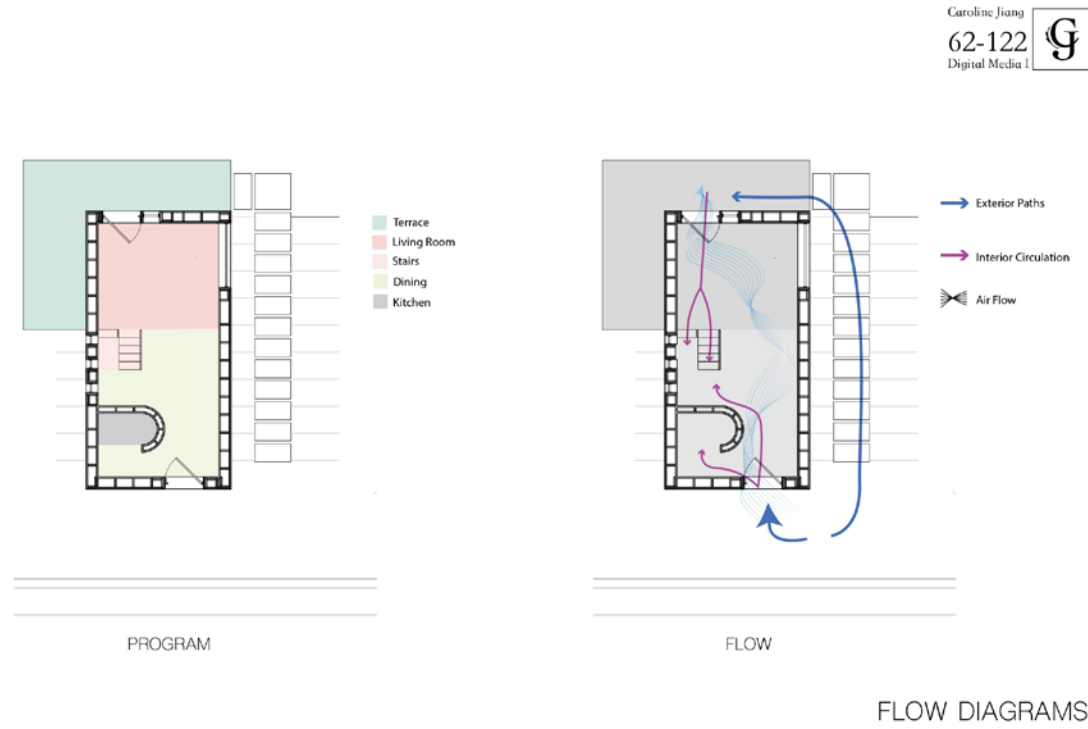 Caroline Jiang
62-122
Digital Media I
CJ
Terrace
Living Room
Stairs
Dining
Kitchen
Exterior Paths
Interior Circulation
Air Flow
PROGRAM
FLOW
FLOW DIAGRAMS